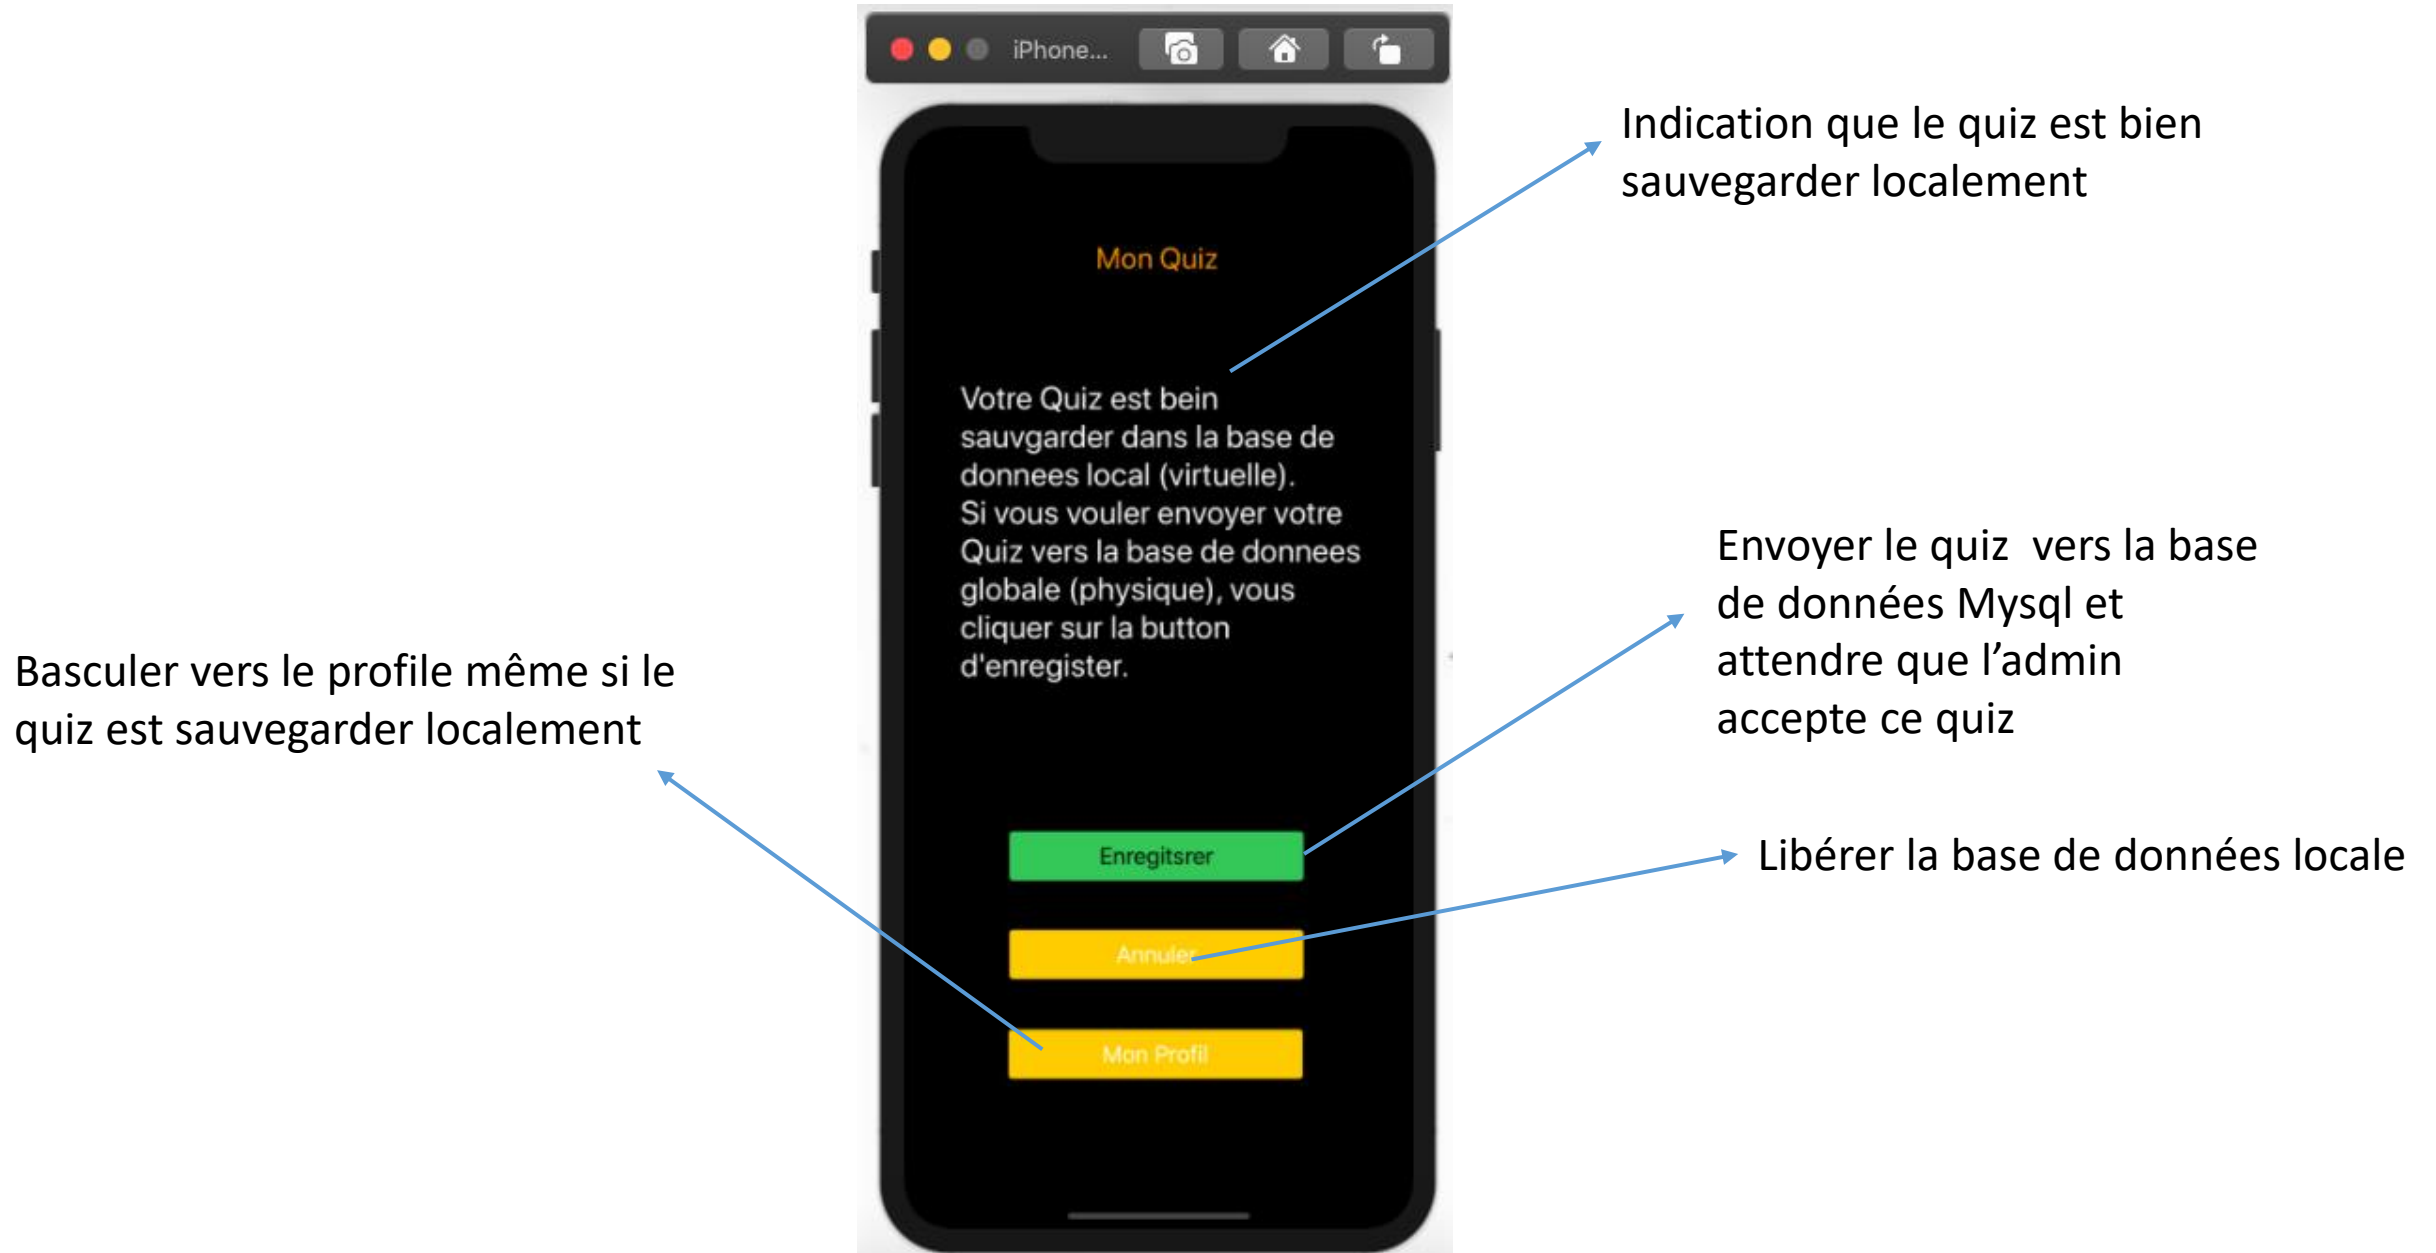 iPhone...
Indication que le quiz est bien
sauvegarder localement
Mon Quiz
Votre Quiz est bein
sauvgarder dans la base de
donnees local (virtuelle).
Si vous vouler envoyer votre
Quiz vers la base de donnees
globale (physique), vous
cliquer sur la button
d'enregister.
Envoyer le quiz  vers la base
de données Mysql et
attendre que l’admin
accepte ce quiz
Basculer vers le profile même si le
quiz est sauvegarder localement
Enregitsrer
Libérer la base de données locale
Annuler
Mon Profil